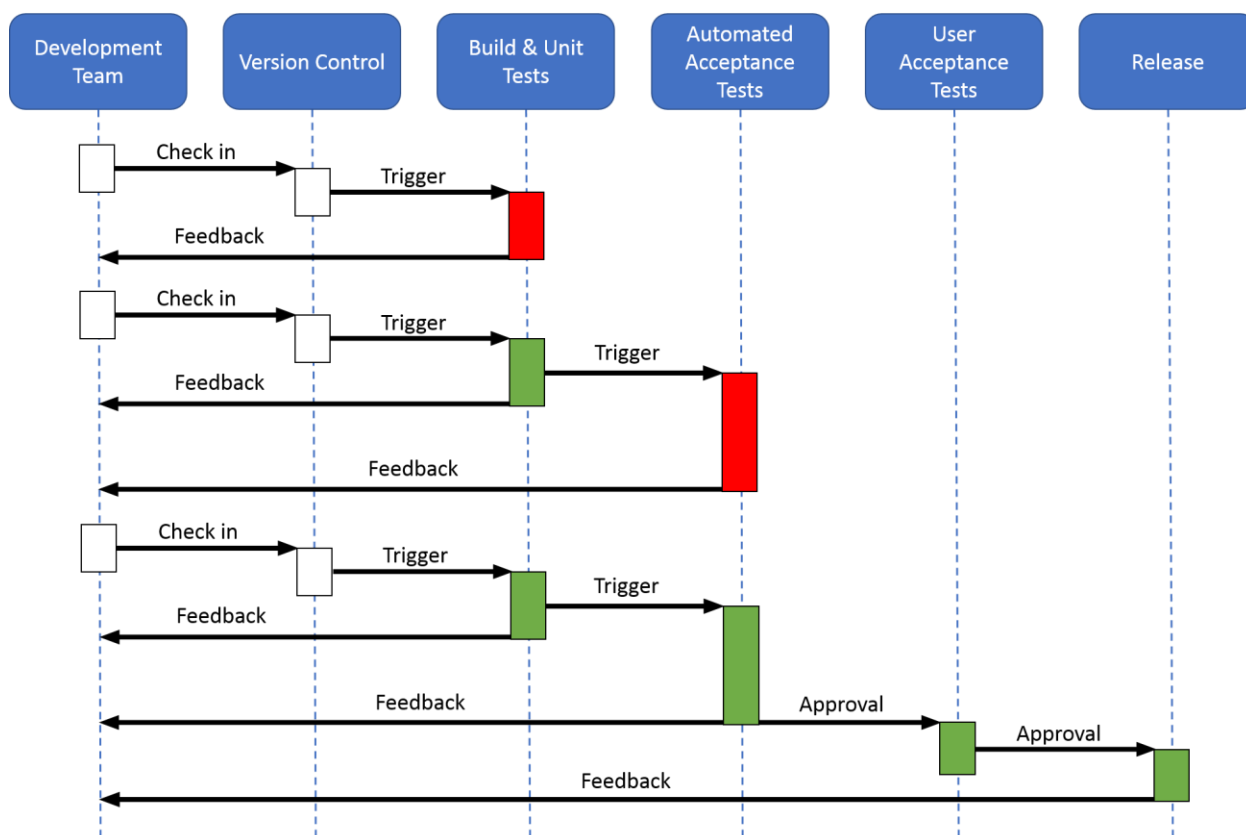 Development
Team
Version Control
Build & Unit
Tests
Automated
Acceptance
Tests
User
Acceptance
Tests
Release
Check in
Trigger
Feedback
Check in
Trigger
Trigger
Feedback
Feedback
Check in
Trigger
Trigger
Feedback
Feedback
Approval
Approval
Feedback